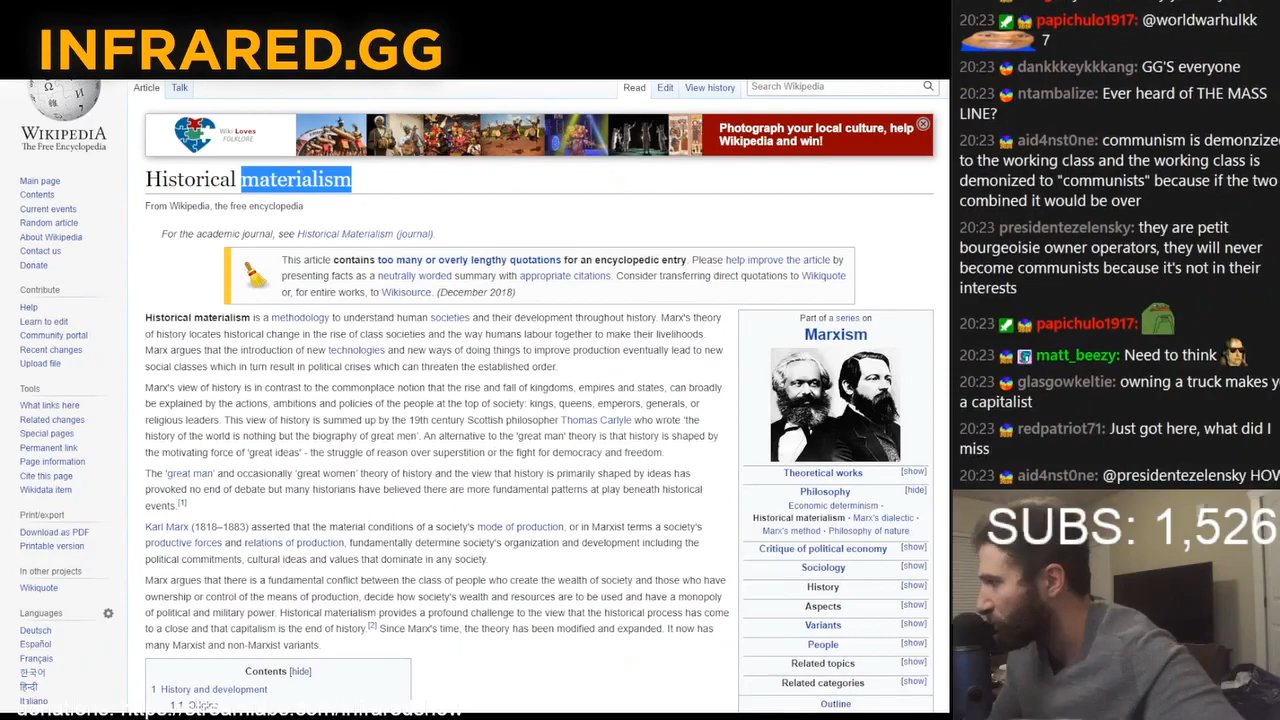 INFRARED.GG
WIKIPEDIA
The Free Encyclopedia
Main page
Contents
Current events
Random article
About Wikipedia
Contact us
Donate
Contribute
Help
Learn to edit
Community portal
Recent changes
Upload file
Tools
What links here
Related changes
Special pages
Permanent link
Page information
Cite this page
Wikidata item
Print/export
Download as PDF
Printable version
In other projects
Wikiquote
Languages
Deutsch
Español
Français
한국어
हिन्दी
Italiano
Article Talk
Read Edit View history
Search Wikipedia
Wiki Loves
FOLKLORE
Photograph your local culture, help
Wikipedia and win!
Historical materialism
From Wikipedia, the free encyclopedia
For the academic journal, see Historical Materialism (journal).
This article contains too many or overly lengthy quotations for an encyclopedic entry. Please help improve the article by
presenting facts as a neutrally worded summary with appropriate citations. Consider transferring direct quotations to Wikiquote
or, for entire works, to Wikisource. (December 2018)
Historical materialism is a methodology to understand human societies and their development throughout history. Marx's theory
of history locates historical change in the rise of class societies and the way humans labour together to make their livelihoods.
Marx argues that the introduction of new technologies and new ways of doing things to improve production eventually lead to new
social classes which in turn result in political crises which can threaten the established order.
Marx's view of history is in contrast to the commonplace notion that the rise and fall of kingdoms, empires and states, can broadly
be explained by the actions, ambitions and policies of the people at the top of society: kings, queens, emperors, generals, or
religious leaders. This view of history is summed up by the 19th century Scottish philosopher Thomas Carlyle who wrote 'the
history of the world is nothing but the biography of great men'. An alternative to the 'great man' theory is that history is shaped by
the motivating force of 'great ideas' - the struggle of reason over superstition or the fight for democracy and freedom.
The 'great man' and occasionally 'great women' theory of history and the view that history is primarily shaped by ideas has
provoked no end of debate but many historians have believed there are more fundamental patterns at play beneath historical
events.[1]
Karl Marx (1818–1883) asserted that the material conditions of a society's mode of production, or in Marxist terms a society's
productive forces and relations of production, fundamentally determine society's organization and development including the
political commitments, cultural ideas and values that dominate in any society.
Marx argues that there is a fundamental conflict between the class of people who create the wealth of society and those who have
ownership or control of the means of production, decide how society's wealth and resources are to be used and have a monopoly
of political and military power. Historical materialism provides a profound challenge to the view that the historical process has come
to a close and that capitalism is the end of history.[2] Since Marx's time, the theory has been modified and expanded. It now has
many Marxist and non-Marxist variants.
Contents [hide]
1 History and development
1.1 Origins
donations: https://streamlabs.com/infraredshow
Part of a series on
Marxism
Theoretical works [show]
Philosophy [hide]
Economic determinism ·
Historical materialism · Marx's dialectic ·
Marx's method · Philosophy of nature
Critique of political economy [show]
Sociology [show]
History [show]
Aspects [show]
Variants [show]
People [show]
Related topics [show]
Related categories [show]
Outline
20:23 papichulo1917: @worldwarhulkk
7
20:23 dankkkeykkkang: GG'S everyone
20:23 ntambalize: Ever heard of THE MASS
LINE?
20:23 aid4nst0ne: communism is demonized
to the working class and the working class is
demonized to "communists" because if the two
combined it would be over
20:23 presidentezelensky: they are petit
bourgeoisie owner operators, they will never
become communists because it's not in their
interests
20:23 papichulo1917:
20:23 matt_beezy: Need to think
20:23 glasgowkeltie: owning a truck makes y
a capitalist
20:23 redpatriot71: Just got here, what did I
miss
20:23 aid4nst0ne: @presidentezelensky HOW
SUBS: 1,526